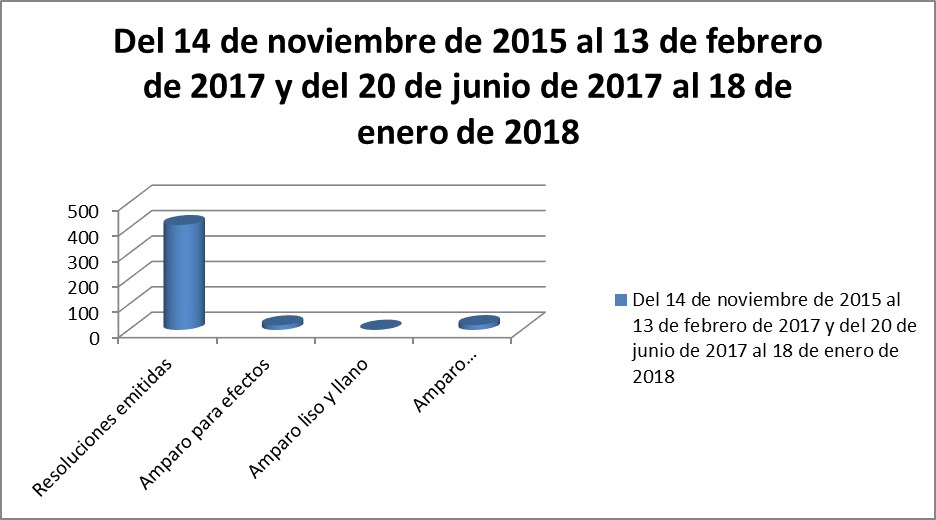 Del 14 de noviembre de 2015 al 13 de febrero
de 2017 y del 20 de junio de 2017 al 18 de
enero de 2018
500
400
300
200
100
0
Resoluciones emitidas
Amparo para efectos
Amparo liso y llano
Amparo...
Del 14 de noviembre de 2015 al
13 de febrero de 2017 y del 20 de
junio de 2017 al 18 de enero de
2018